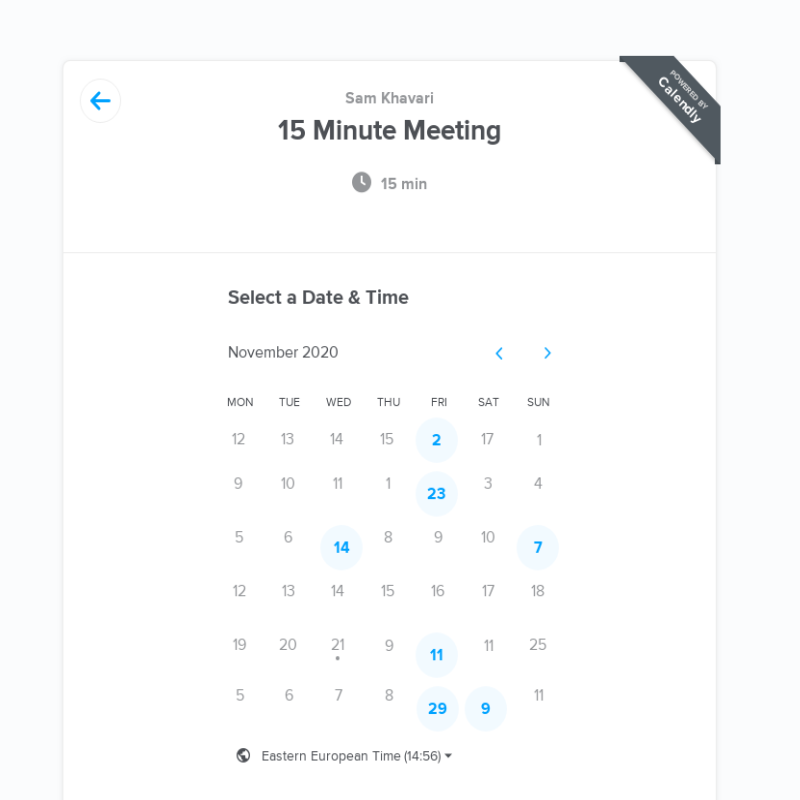 POWERED BY
Calendly
Sam Khavari
15 Minute Meeting
15 min
Select a Date & Time
November 2020
MON TUE WED THU FRI SAT SUN
12 13 14 15 2 17 1
9 10 11 1 23 3 4
5 6 14 8 9 10 7
12 13 14 15 16 17 18
19 20 21 9 11 11 25
5 6 7 8 29 9 11
Eastern European Time (14:56)